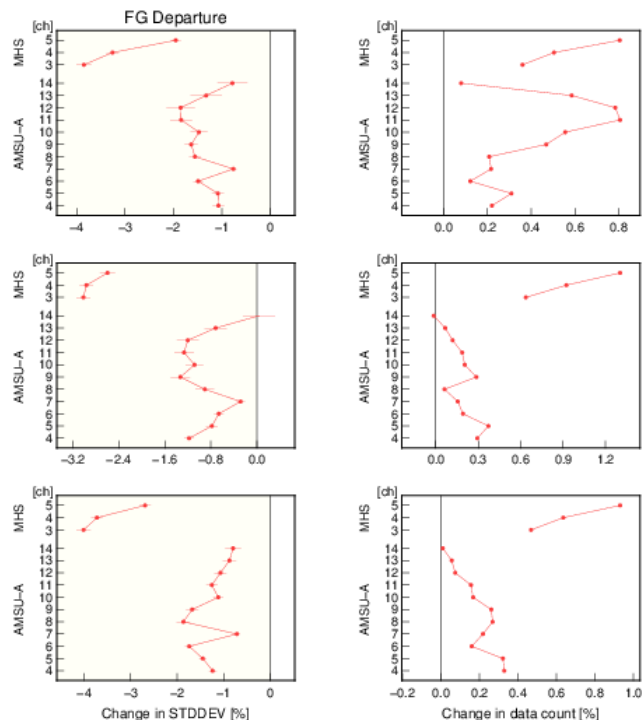 FG Departure
[ch] [ch]
5 5
MHS 4 MHS 4
3 3
14 14
13 13
12 12
11 11
AMSU-A 10 AMSU-A 10
9 9
8 8
7 7
6 6
5 5
4 4
−4 −3 −2 −1 0 0.0 0.2 0.4 0.6 0.8
[ch] [ch]
5 5
MHS 4 MHS 4
3 3
14 14
13 13
12 12
11 11
AMSU-A 10 AMSU-A 10
9 9
8 8
7 7
6 6
5 5
4 4
−3.2 −2.4 −1.6 −0.8 0.0 0.0 0.3 0.6 0.9 1.2
[ch] [ch]
5 5
MHS 4 MHS 4
3 3
14 14
13 13
12 12
11 11
AMSU-A 10 AMSU-A 10
9 9
8 8
7 7
6 6
5 5
4 4
−4 −3 −2 −1 0 −0.2 0.0 0.2 0.4 0.6 0.8 1.0
Change in STDDEV [%] Change in data count [%]